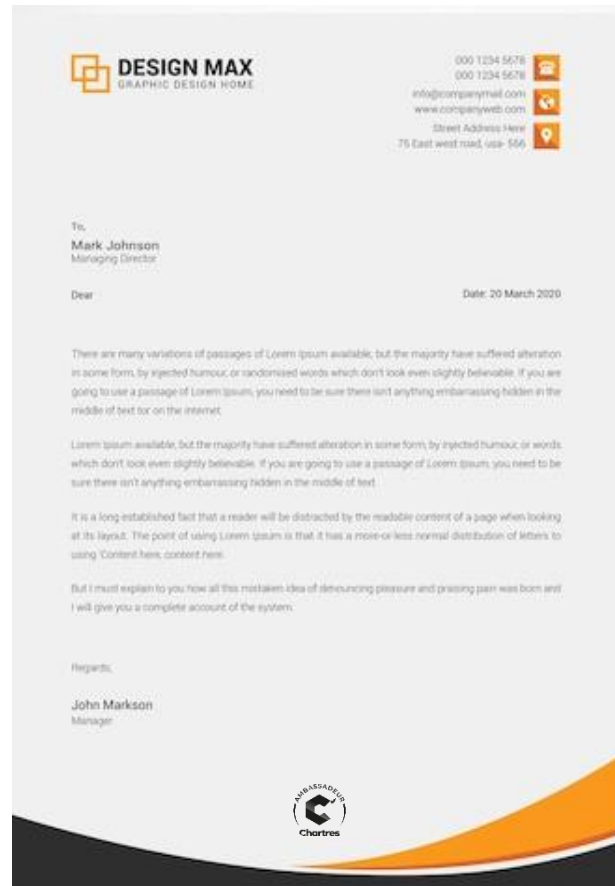 DESIGN MAX
GRAPHIC DESIGN HOME
000 1234 5678
000 1234 5678
info@companymail.com
www.companyweb.com
Street Address Here
75 East west road, usa- 566
To,
Mark Johnson
Managing Director
Dear
Date: 20 March 2020
There are many variations of passages of Lorem Ipsum available, but the majority have suffered alteration
in some form, by injected humour, or randomised words which don't look even slightly believable. If you are
going to use a passage of Lorem Ipsum, you need to be sure there isn't anything embarrassing hidden in the
middle of text tor on the internet
Lorem Ipsum available, but the majority have suffered alteration in some form, by injected humour, or words
which don't look even slightly believable. If you are going to use a passage of Lorem Ipsum, you need to be
sure there isn't anything embarrassing hidden in the middle of text
It is a long established fact that a reader will be distracted by the readable content of a page when looking
at its layout. The point of using Lorem Ipsum is that it has a more-or-less normal distribution of letters to
using 'Content here, content here.
But I must explain to you how all this mistaken idea of denouncing pleasure and praising pain was born and
I will give you a complete account of the system.
Regards,
John Markson
Manager
AMBASSADEUR
Chartres